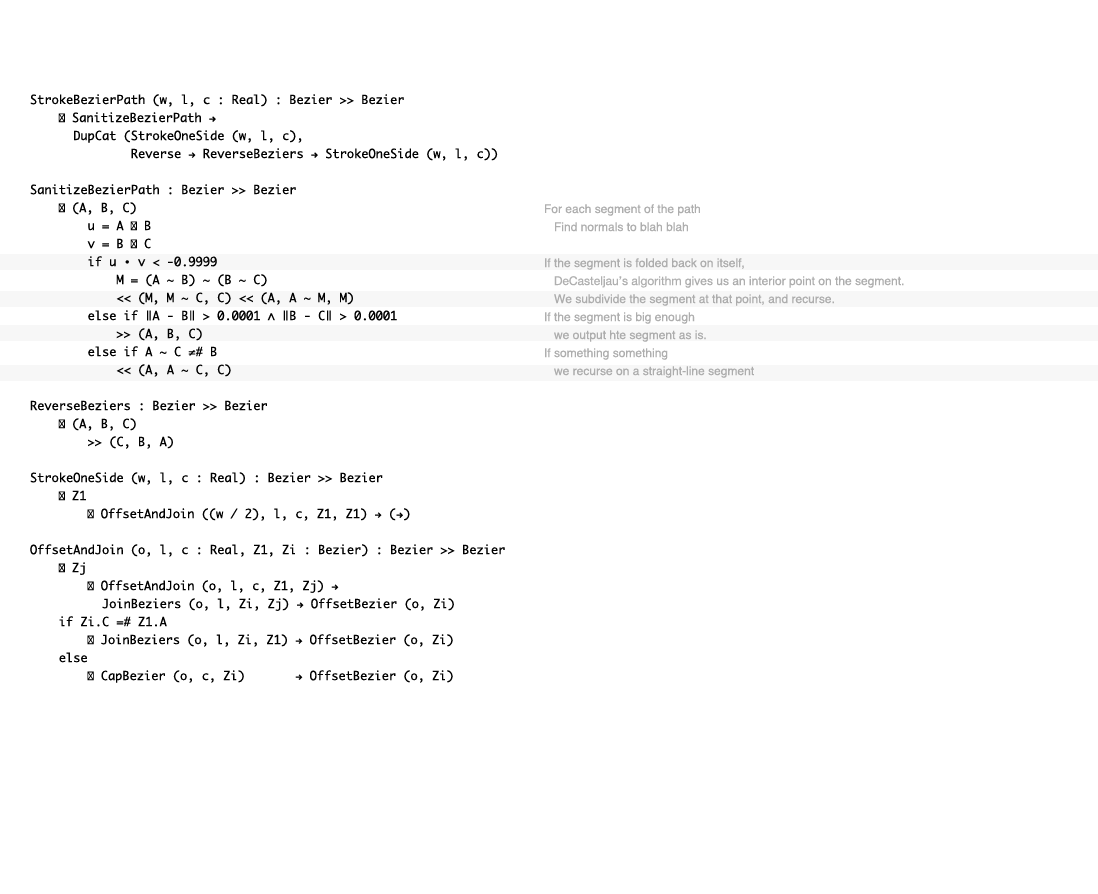 StrokeBezierPath (w, l, c : Real) : Bezier >> Bezier
SanitizeBezierPath →
DupCat (StrokeOneSide (w, l, c),
Reverse → ReverseBeziers → StrokeOneSide (w, l, c))
SanitizeBezierPath : Bezier >> Bezier
(A, B, C) For each segment of the path
u = A B Find normals to blah blah
v = B C
if u • v < -0.9999 If the segment is folded back on itself,
M = (A ~ B) ~ (B ~ C) DeCasteljau's algorithm gives us an interior point on the segment.
<< (M, M ~ C, C) << (A, A ~ M, M) We subdivide the segment at that point, and recurse.
else if ‖A - B‖ > 0.0001 ∧ ‖B - C‖ > 0.0001 If the segment is big enough
>> (A, B, C) we output hte segment as is.
else if A ~ C ≠# B If something something
<< (A, A ~ C, C) we recurse on a straight-line segment
ReverseBeziers : Bezier >> Bezier
(A, B, C)
>> (C, B, A)
StrokeOneSide (w, l, c : Real) : Bezier >> Bezier
Z1
OffsetAndJoin ((w / 2), l, c, Z1, Z1) → (→)
OffsetAndJoin (o, l, c : Real, Z1, Zi : Bezier) : Bezier >> Bezier
Zj
OffsetAndJoin (o, l, c, Z1, Zj) →
JoinBeziers (o, l, Zi, Zj) → OffsetBezier (o, Zi)
if Zi.C =# Z1.A
JoinBeziers (o, l, Zi, Z1) → OffsetBezier (o, Zi)
else
CapBezier (o, c, Zi) → OffsetBezier (o, Zi)